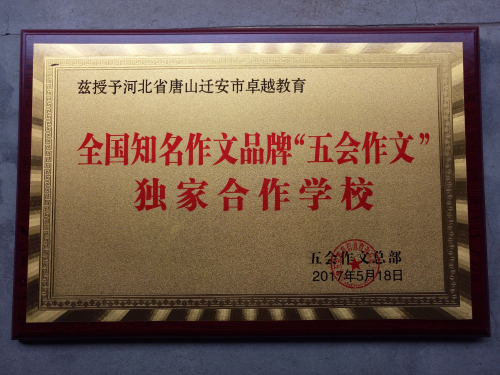 兹授予河北省唐山迁安市卓越教育
全国知名作文品牌“五会作文”
独家合作学校
五会作文总部
2017年5月18日